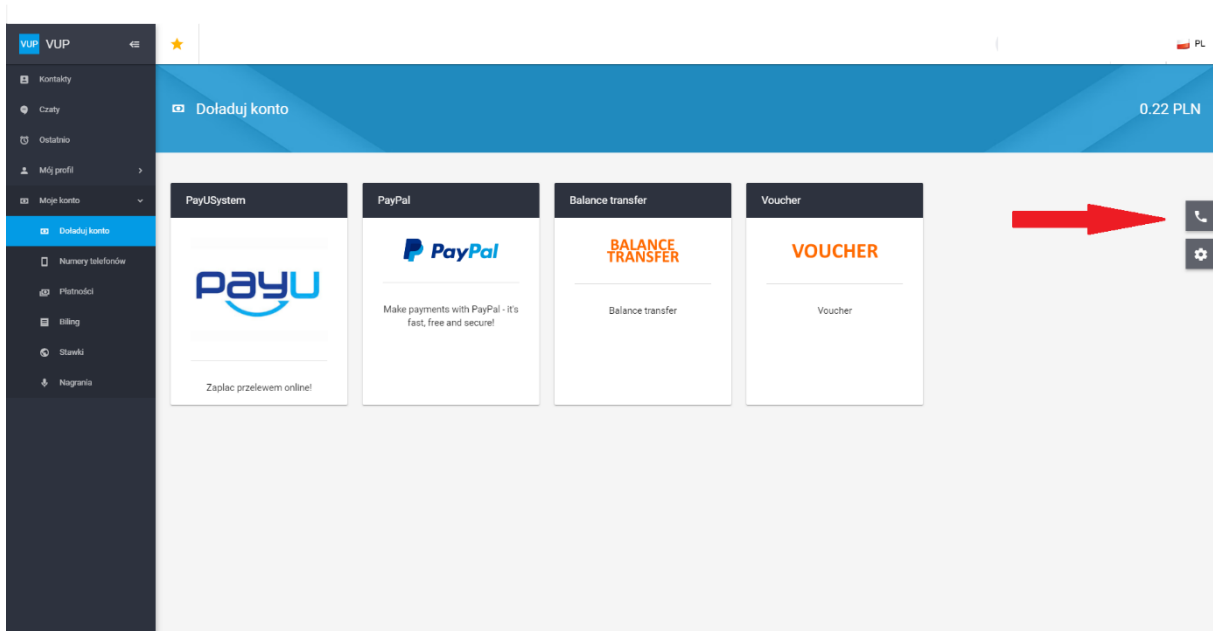 VUP VUP
PL
Kontakty
Czaty
Ostatnio
Mój profil
Moje konto
Doładuj konto
Numery telefonów
Płatności
Biling
Stawki
Nagrania
Doładuj konto
0.22 PLN
PayUSystem
PayU
Zaplac przelewem online!
PayPal
PayPal
Make payments with PayPal - it's
fast, free and secure!
Balance transfer
BALANCE
TRANSFER
Balance transfer
Voucher
VOUCHER
Voucher